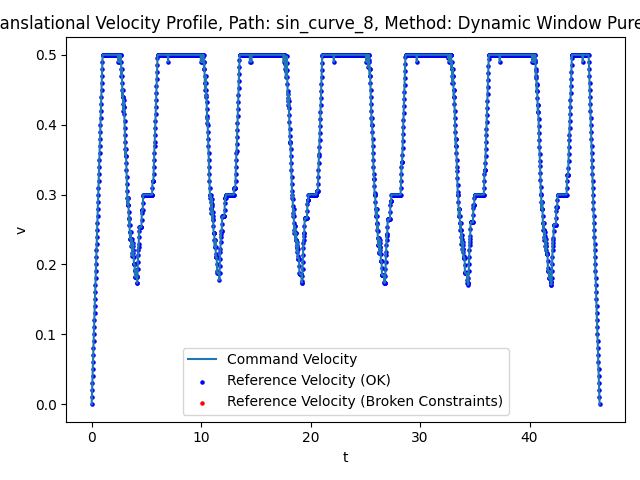 anslational Velocity Profile, Path: sin_curve_8, Method: Dynamic Window Pure
0.5
0.4
0.3
0.2
0.1
0.0
v
Command Velocity
Reference Velocity (OK)
Reference Velocity (Broken Constraints)
0 10 20 30 40
t